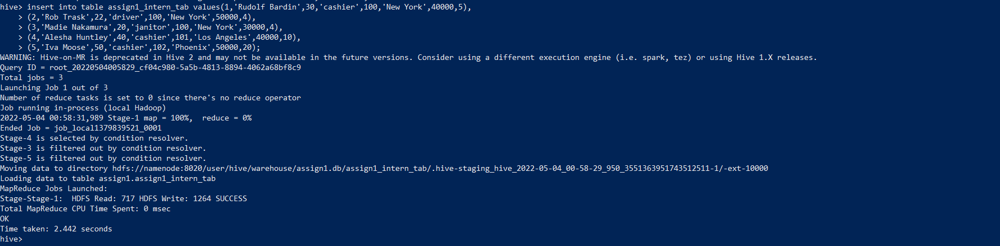 hive> insert into table assign1_intern_tab values(1,'Rudolf Bardin',30,'cashier',100,'New York',40000,5),
    > (2,'Rob Trask',22,'driver',100,'New York',50000,4),
    > (3,'Madie Nakamura',20,'janitor',100,'New York',30000,4),
    > (4,'Alesha Huntley',40,'cashier',101,'Los Angeles',40000,10),
    > (5,'Iva Moose',50,'cashier',102,'Phoenix',50000,20);
WARNING: Hive-on-MR is deprecated in Hive 2 and may not be available in the future versions. Consider using a different execution engine (i.e. spark, tez) or using Hive 1.X releases.
Query ID = root_20220504005829_cf04c980-5a5b-4813-8894-4062a68bf8c9
Total jobs = 3
Launching Job 1 out of 3
Number of reduce tasks is set to 0 since there's no reduce operator
Job running in-process (local Hadoop)
2022-05-04 00:58:31,989 Stage-1 map = 100%,  reduce = 0%
Ended Job = job_local1379839521_0001
Stage-4 is selected by condition resolver.
Stage-3 is filtered out by condition resolver.
Stage-5 is filtered out by condition resolver.
Moving data to directory hdfs://namenode:8020/user/hive/warehouse/assign1.db/assign1_intern_tab/.hive-staging_hive_2022-05-04_00-58-29_950_3551363951743512511-1/-ext-10000
Loading data to table assign1.assign1_intern_tab
MapReduce Jobs Launched:
Stage-Stage-1:  HDFS Read: 717 HDFS Write: 1264 SUCCESS
Total MapReduce CPU Time Spent: 0 msec
OK
Time taken: 2.442 seconds
hive>